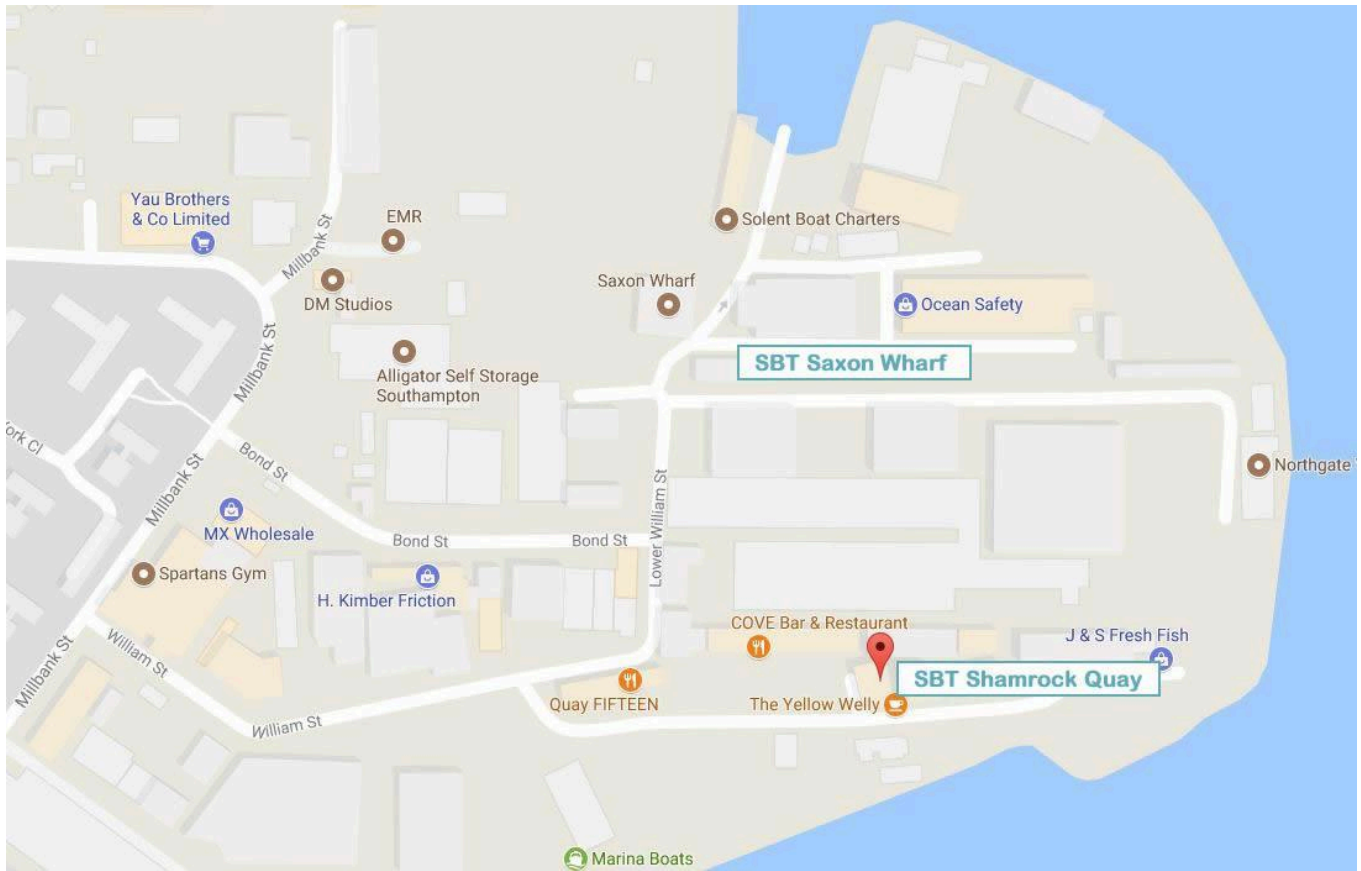 Yau Brothers
& Co Limited
EMR
Millbank St
Solent Boat Charters
DM Studios
Saxon Wharf
Ocean Safety
Millbank St
SBT Saxon Wharf
Alligator Self Storage
Southampton
York Cl
Bond St
Millbank St
Northgate
MX Wholesale
Bond St
Bond St
Lower William St
Spartans Gym
H. Kimber Friction
COVE Bar & Restaurant
J & S Fresh Fish
William St
Millbank St
SBT Shamrock Quay
Quay FIFTEEN
The Yellow Welly
William St
Marina Boats